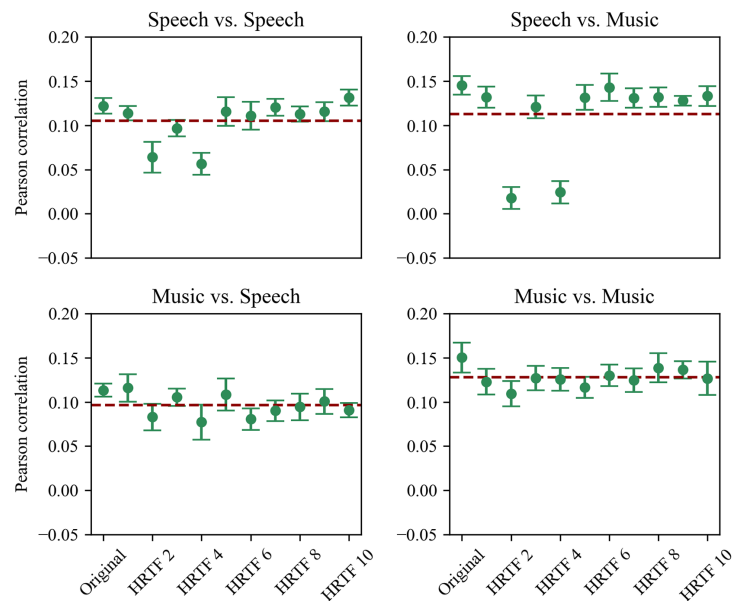 Speech vs. Speech
Speech vs. Music
Pearson correlation
0.20
0.15
0.10
0.05
0.00
−0.05
0.20
0.15
0.10
0.05
0.00
−0.05
Music vs. Speech
Music vs. Music
Pearson correlation
0.20
0.15
0.10
0.05
0.00
−0.05
0.20
0.15
0.10
0.05
0.00
−0.05
Original
HRTF 2
HRTF 4
HRTF 6
HRTF 8
HRTF 10
Original
HRTF 2
HRTF 4
HRTF 6
HRTF 8
HRTF 10